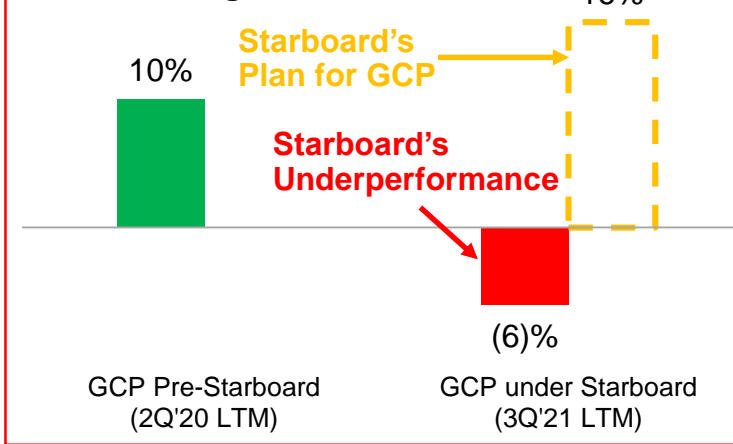 Starboard's
Plan for GCP
10%
Starboard's
Underperformance
(6)%
GCP Pre-Starboard
(2Q'20 LTM)
GCP under Starboard
(3Q'21 LTM)